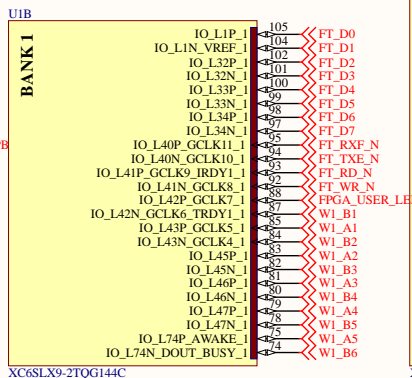 U1B
BANK 1
IO_L1P_1 105 FT_D0
IO_L1N_VREF_1 104 FT_D1
IO_L32P_1 102 FT_D2
IO_L32N_1 101 FT_D3
IO_L33P_1 100 FT_D4
IO_L33N_1 99 FT_D5
IO_L34P_1 98 FT_D6
IO_L34N_1 97 FT_D7
IO_L40P_GCLK11_1 95 FT_RXF_N
IO_L40N_GCLK10_1 94 FT_TXE_N
IO_L41P_GCLK9_IRDY1_1 93 FT_RD_N
IO_L41N_GCLK8_1 92 FT_WR_N
IO_L42P_GCLK7_1 88 FPGA_USER_LE
IO_L42N_GCLK6_TRDY1_1 87 W1_B1
IO_L43P_GCLK5_1 85 W1_A1
IO_L43N_GCLK4_1 84 W1_B2
IO_L45P_1 83 W1_A2
IO_L45N_1 82 W1_B3
IO_L46P_1 81 W1_A3
IO_L46N_1 80 W1_B4
IO_L47P_1 79 W1_A4
IO_L47N_1 78 W1_B5
IO_L74P_AWAKE_1 75 W1_A5
IO_L74N_DOUT_BUSY_1 74 W1_B6
XC6SLX9-2TQG144C